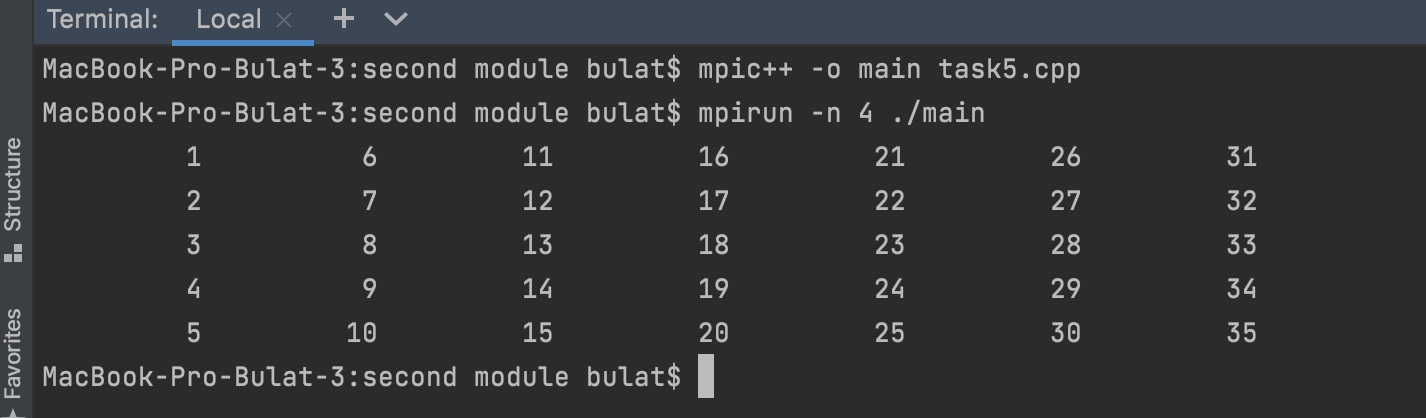 Terminal: Local × + 
MacBook-Pro-Bulat-3:second module bulat$ mpic++ -o main task5.cpp
MacBook-Pro-Bulat-3:second module bulat$ mpirun -n 4 ./main
1 6 11 16 21 26 31
2 7 12 17 22 27 32
3 8 13 18 23 28 33
4 9 14 19 24 29 34
5 10 15 20 25 30 35
MacBook-Pro-Bulat-3:second module bulat$
Structure
Favorites